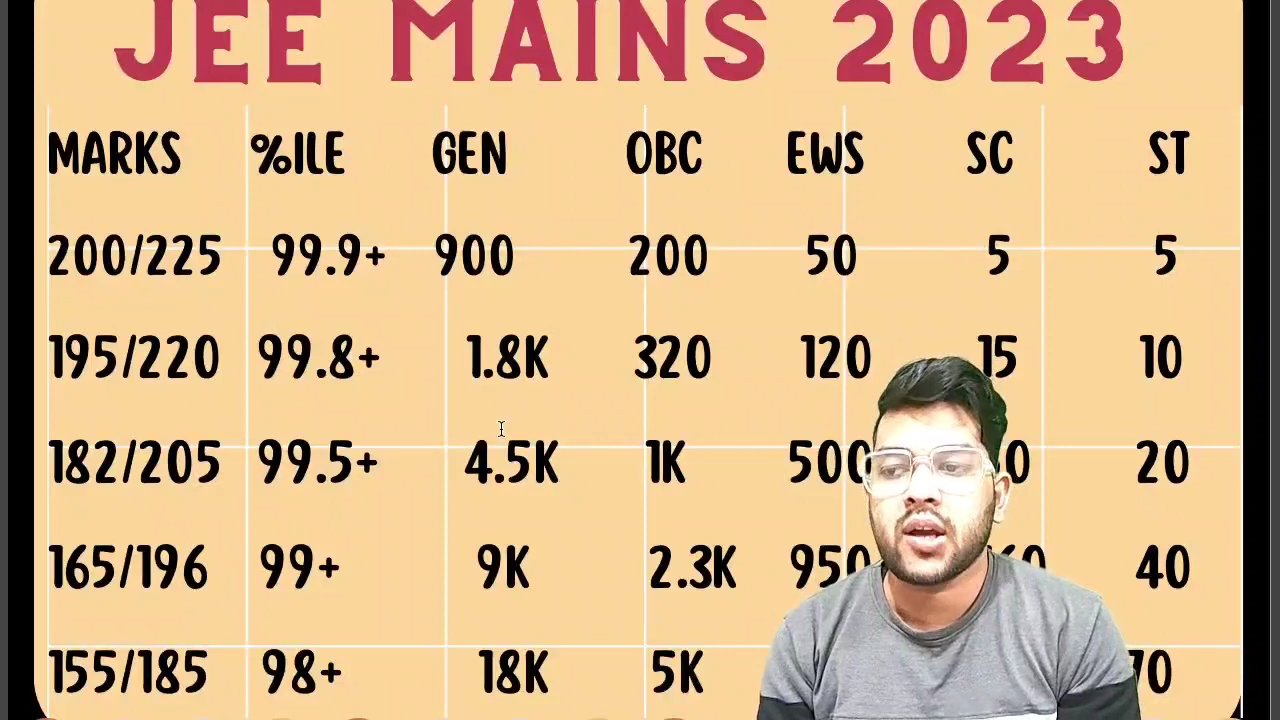 JEE MAINS 2023
MARKS %ILE GEN OBC EWS SC ST
200/225 99.9+ 900 200 50 5 5
195/220 99.8+ 1.8K 320 120 15 10
182/205 99.5+ 4.5K 1K 500 20
165/196 99+ 9K 2.3K 950 40
155/185 98+ 18K 5K